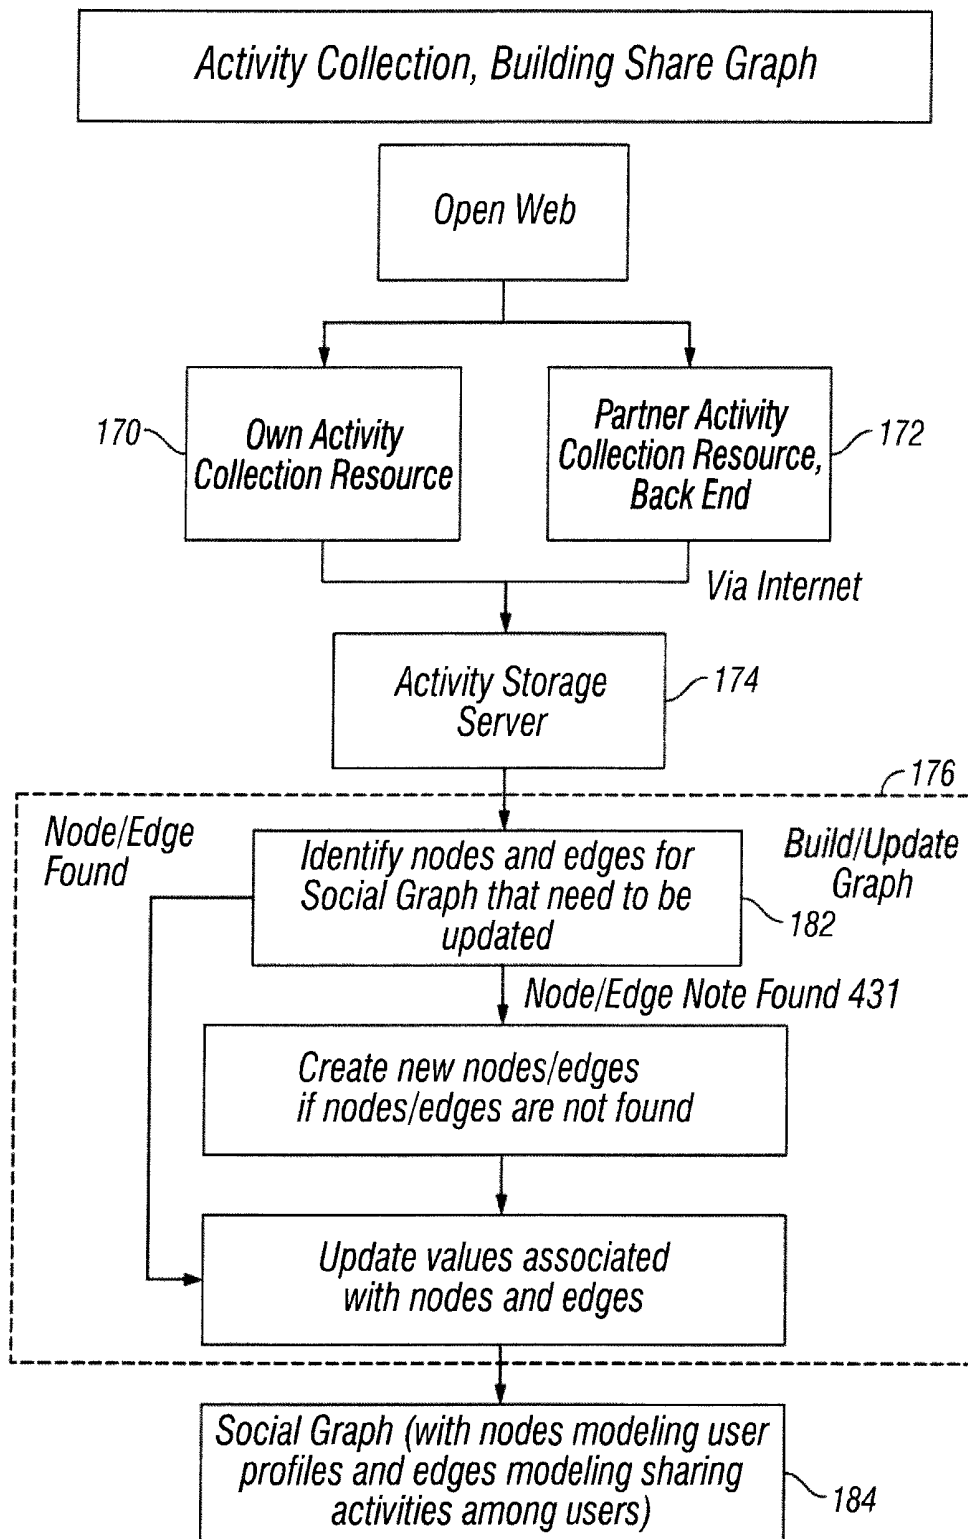 Activity Collection, Building Share Graph
Open Web
170
Own Activity
Collection Resource
Partner Activity
Collection Resource,
Back End
172
Via Internet
Activity Storage
Server
174
176
Node/Edge
Found
Identify nodes and edges for
Social Graph that need to be
updated
Build/Update
Graph
182
Node/Edge Note Found 431
Create new nodes/edges
if nodes/edges are not found
Update values associated
with nodes and edges
Social Graph (with nodes modeling user
profiles and edges modeling sharing
activities among users)
184